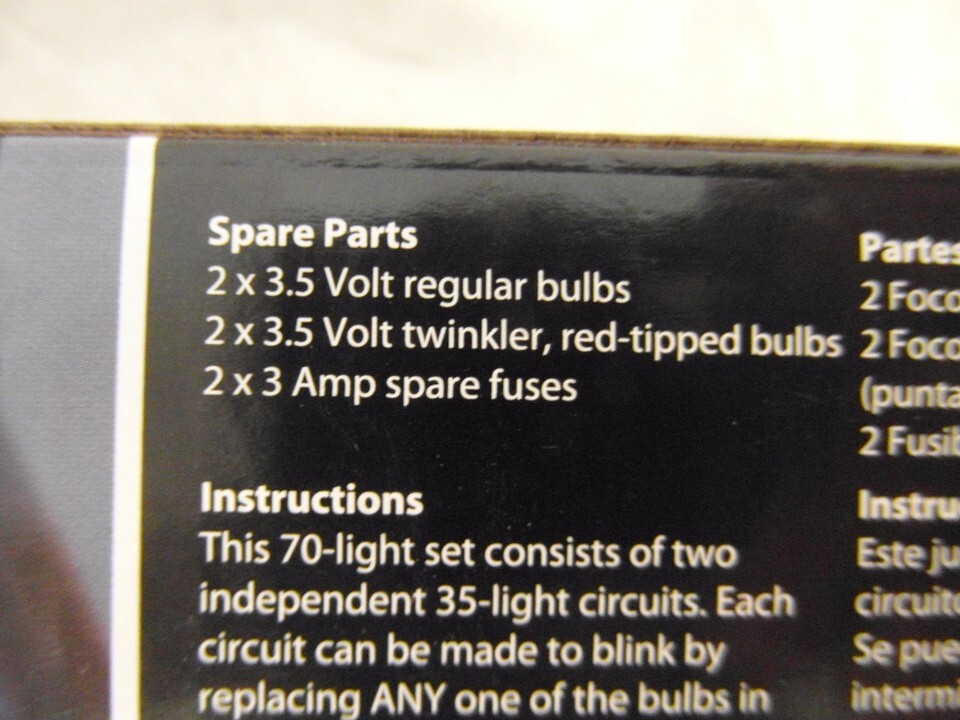 Spare Parts
2 x 3.5 Volt regular bulbs
2 x 3.5 Volt twinkler, red-tipped bulbs
2 x 3 Amp spare fuses
Instructions
This 70-light set consists of two
independent 35-light circuits. Each
circuit can be made to blink by
replacing ANY one of the bulbs in
Partes
2 Foco
2 Foco
(punta
2 Fusib
Instru
Este ju
circuito
Se pue
intermi